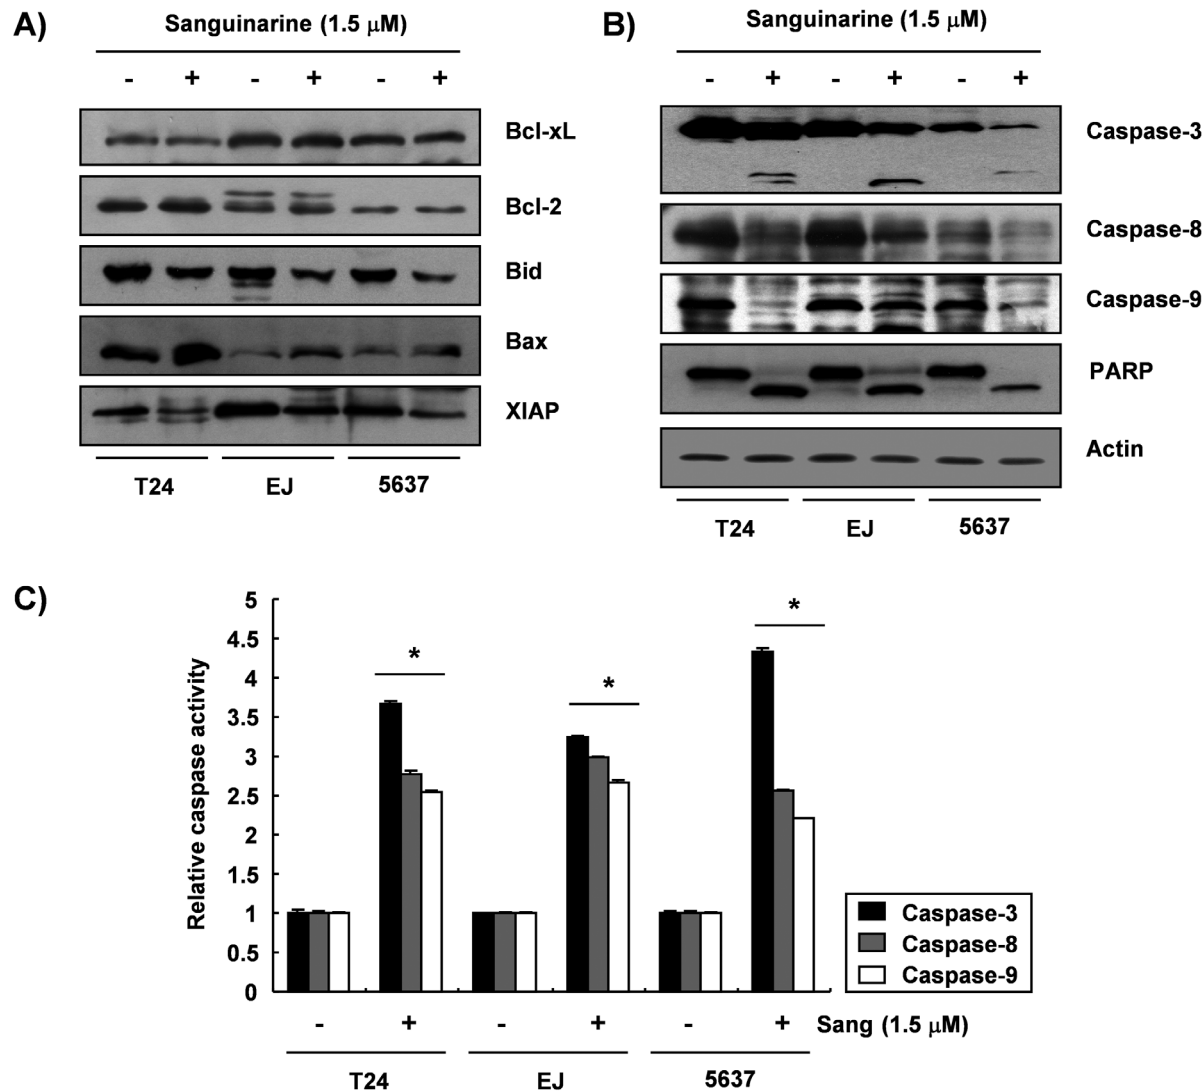 A)
Sanguinarine (1.5 μM)
- + - + - +
Bcl-xL
Bcl-2
Bid
Bax
XIAP
T24 EJ 5637
B)
Sanguinarine (1.5 μM)
- + - + - +
Caspase-3
Caspase-8
Caspase-9
PARP
Actin
T24 EJ 5637
C)
Relative caspase activity
5
4.5
4
3.5
3
2.5
2
1.5
1
0.5
0
* * *
Caspase-3
Caspase-8
Caspase-9
- + - + - + Sang (1.5 μM)
T24 EJ 5637